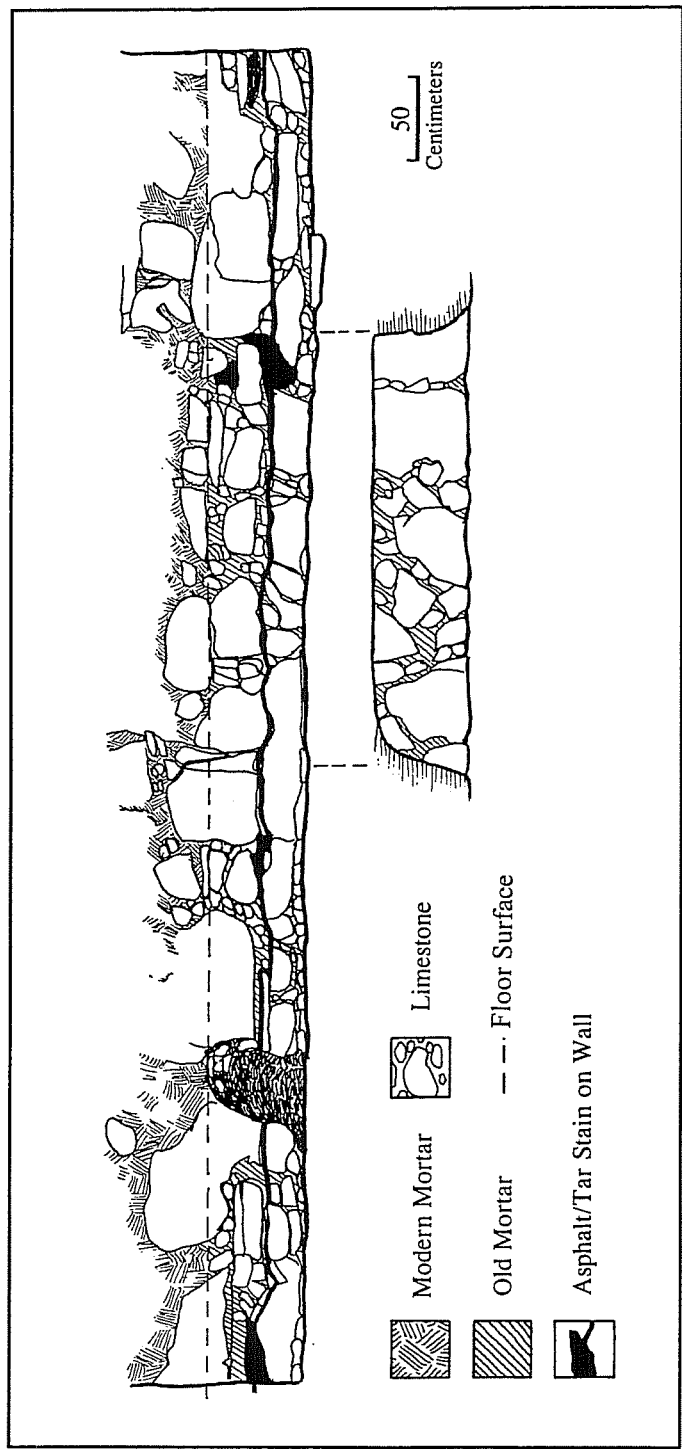 50
Centimeters
Modern Mortar
Limestone
Old Mortar
Floor Surface
Asphalt/Tar Stain on Wall